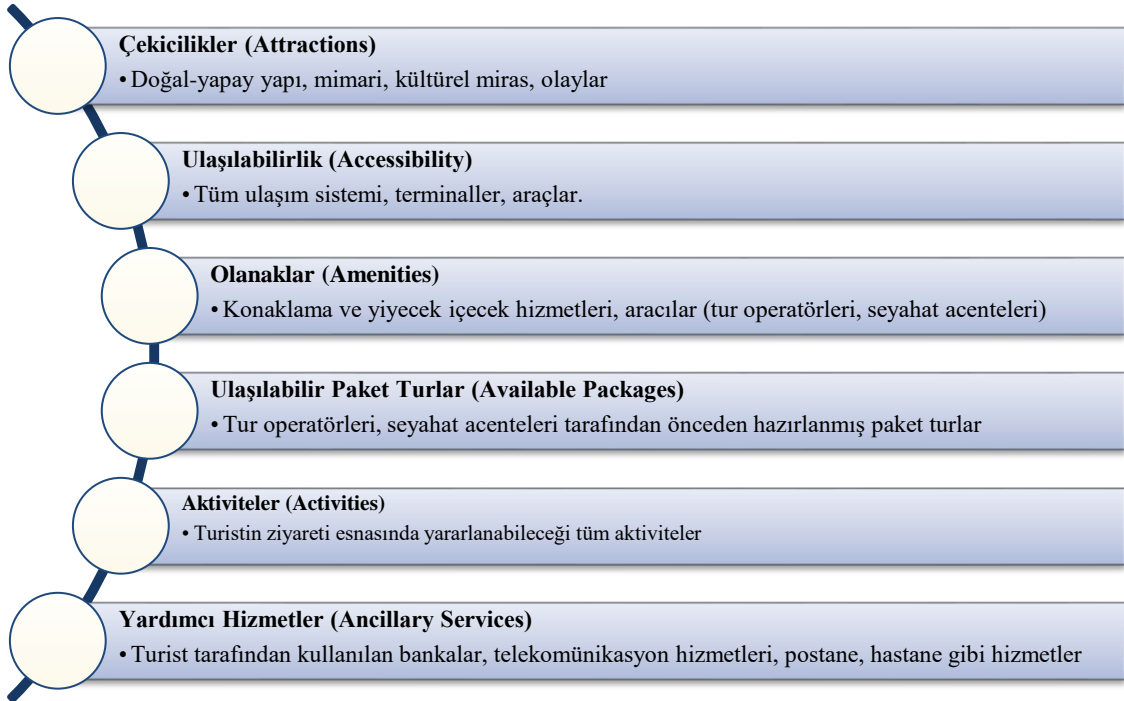 Çekicilikler (Attractions)
• Doğal-yapay yapı, mimari, kültürel miras, olaylar
Ulaşılabilirlik (Accessibility)
• Tüm ulaşım sistemi, terminaller, araçlar.
Olanaklar (Amenities)
• Konaklama ve yiyecek içecek hizmetleri, aracılar (tur operatörleri, seyahat acenteleri)
Ulaşılabilir Paket Turlar (Available Packages)
• Tur operatörleri, seyahat acenteleri tarafından önceden hazırlanmış paket turlar
Aktiviteler (Activities)
• Turistin ziyareti esnasında yararlanabileceği tüm aktiviteler
Yardımcı Hizmetler (Ancillary Services)
• Turist tarafından kullanılan bankalar, telekomünikasyon hizmetleri, postane, hastane gibi hizmetler